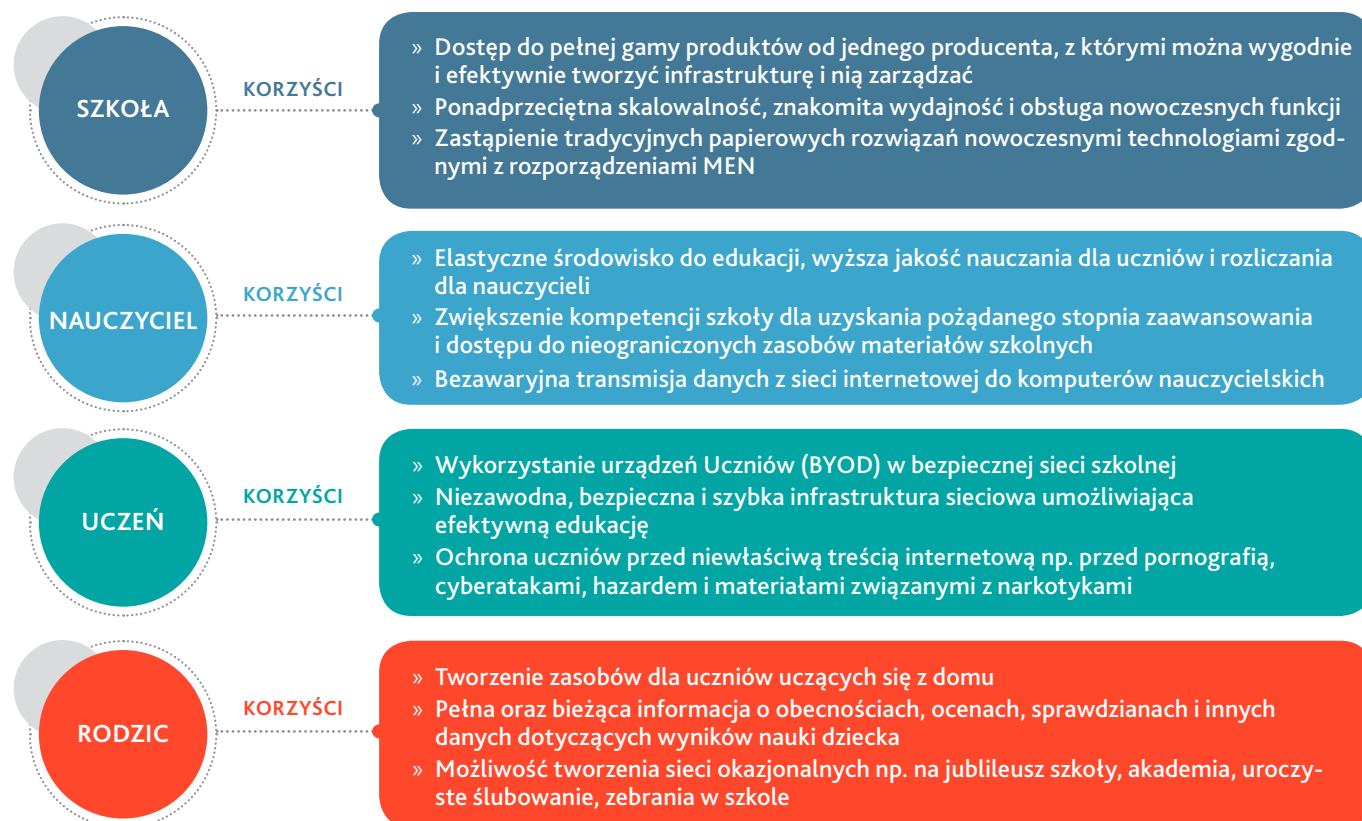 SZKOŁA
KORZYŚCI
» Dostęp do pełnej gamy produktów od jednego producenta, z którymi można wygodnie
i efektywnie tworzyć infrastrukturę i nią zarządzać
» Ponadprzeciętna skalowalność, znakomita wydajność i obsługa nowoczesnych funkcji
» Zastąpienie tradycyjnych papierowych rozwiązań nowoczesnymi technologiami zgod-
nymi z rozporządzeniami MEN
NAUCZYCIEL
KORZYŚCI
» Elastyczne środowisko do edukacji, wyższa jakość nauczania dla uczniów i rozliczania
dla nauczycieli
» Zwiększenie kompetencji szkoły dla uzyskania pożądanego stopnia zaawansowania
i dostępu do nieograniczonych zasobów materiałów szkolnych
» Bezawaryjna transmisja danych z sieci internetowej do komputerów nauczycielskich
UCZEŃ
KORZYŚCI
» Wykorzystanie urządzeń Uczniów (BYOD) w bezpiecznej sieci szkolnej
» Niezawodna, bezpieczna i szybka infrastruktura sieciowa umożliwiająca
efektywną edukację
» Ochrona uczniów przed niewłaściwą treścią internetową np. przed pornografią,
cyberatakami, hazardem i materiałami związanymi z narkotykami
RODZIC
KORZYŚCI
» Tworzenie zasobów dla uczniów uczących się z domu
» Pełna oraz bieżąca informacja o obecnościach, ocenach, sprawdzianach i innych
danych dotyczących wyników nauki dziecka
» Możliwość tworzenia sieci okazjonalnych np. na jublileusz szkoły, akademia, uroczy-
ste ślubowanie, zebrania w szkole